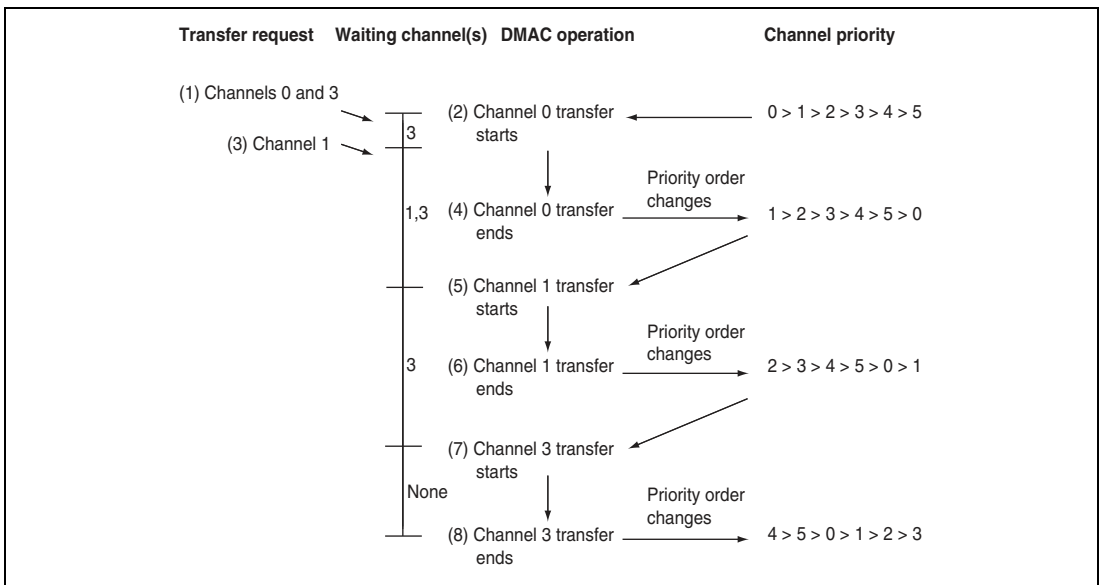 Transfer request Waiting channel(s) DMAC operation Channel priority
(1) Channels 0 and 3
(2) Channel 0 transfer
starts
0 > 1 > 2 > 3 > 4 > 5
3
(3) Channel 1
Priority order
changes
1,3
(4) Channel 0 transfer
ends
1 > 2 > 3 > 4 > 5 > 0
(5) Channel 1 transfer
starts
Priority order
changes
3
(6) Channel 1 transfer
ends
2 > 3 > 4 > 5 > 0 > 1
(7) Channel 3 transfer
starts
None
Priority order
changes
(8) Channel 3 transfer
ends
4 > 5 > 0 > 1 > 2 > 3